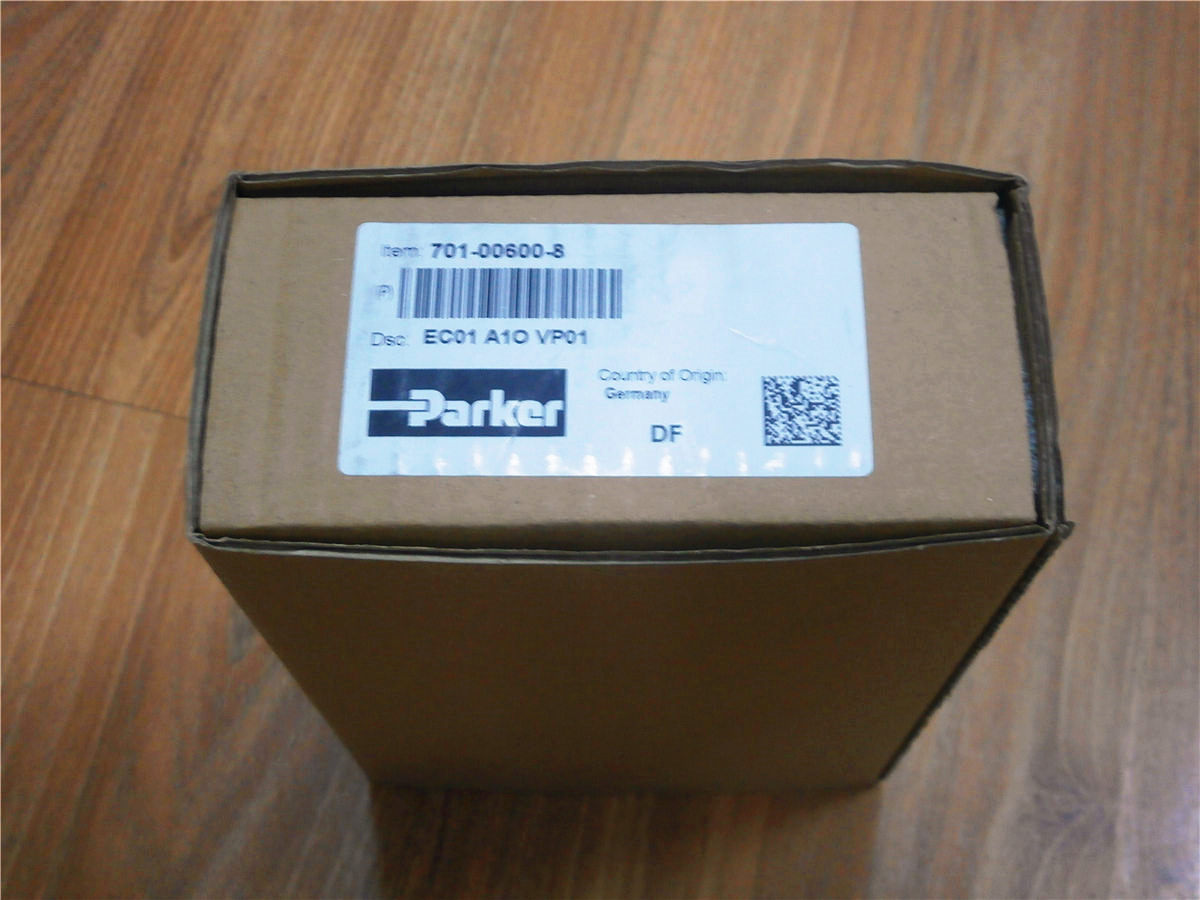 Item: 701-00600-8
(P)
Dsc: EC01 A1O VP01
Parker
Country of Origin:
Germany
DF